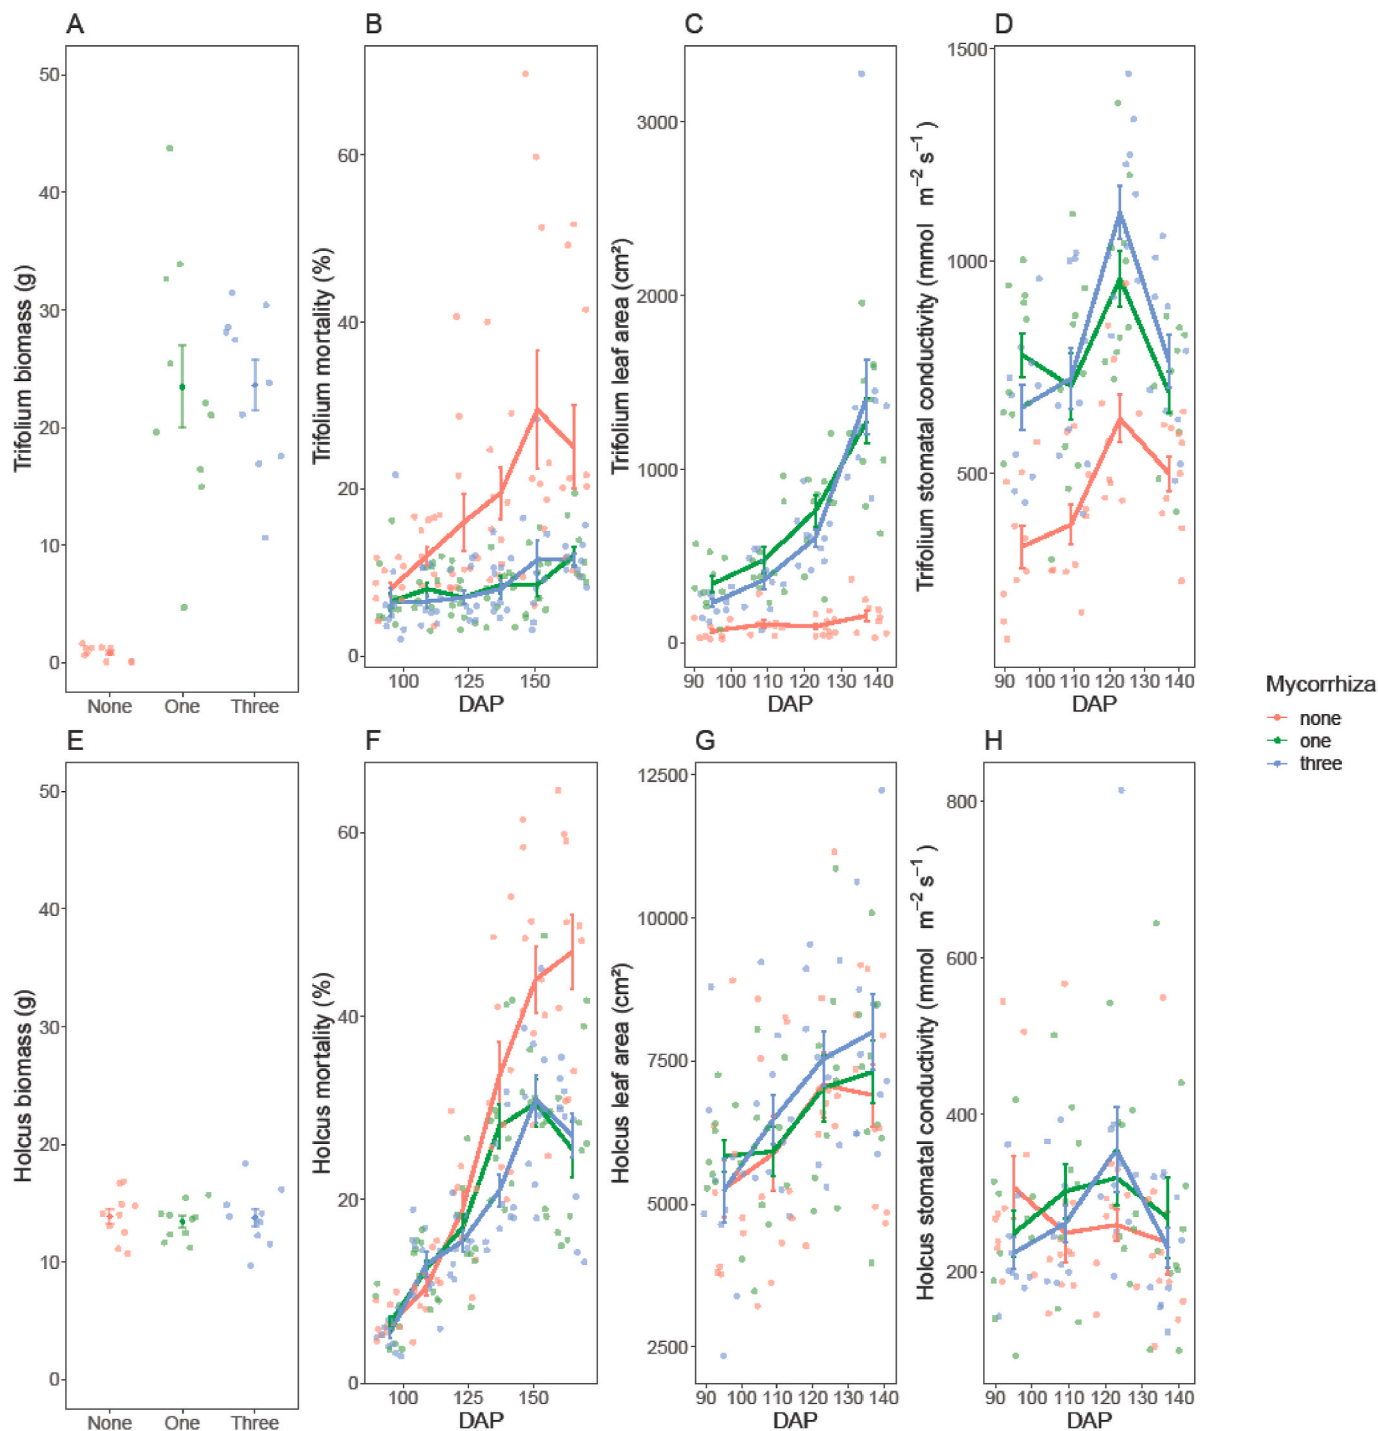 A
B
C
D
Trifolium biomass (g)
50
40
30
20
10
0
None One Three
Trifolium mortality (%)
60
40
20
0
100 125 150
DAP
Trifolium leaf area (cm²)
3000
2000
1000
0
90 100 110 120 130 140
DAP
Trifolium stomatal conductivity (mmol m⁻² s⁻¹ )
1500
1000
500
90 100 110 120 130 140
DAP
Mycorrhiza
none
one
three
E
F
G
H
Holcus biomass (g)
50
40
30
20
10
0
None One Three
Holcus mortality (%)
60
40
20
0
100 125 150
DAP
Holcus leaf area (cm²)
12500
10000
7500
5000
2500
90 100 110 120 130 140
DAP
Holcus stomatal conductivity (mmol m⁻² s⁻¹ )
800
600
400
200
90 100 110 120 130 140
DAP